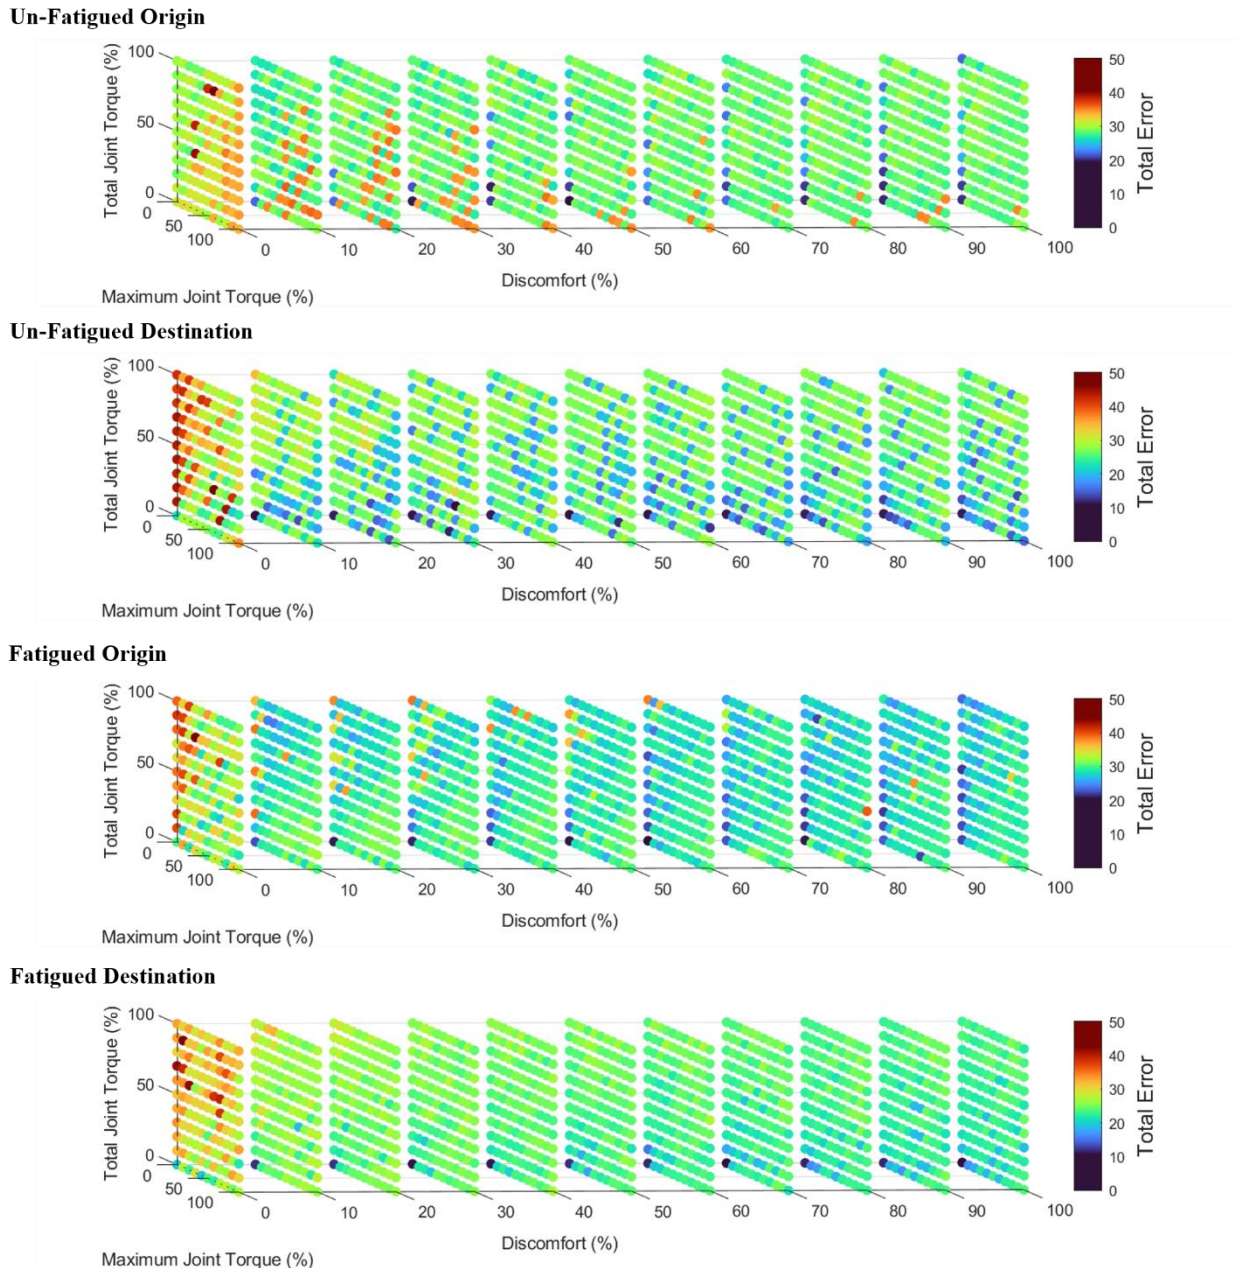 Un-Fatigued Origin
Total Joint Torque (%)
100
50
0
0
50
100
Maximum Joint Torque (%)
0 10 20 30 40 50 60 70 80 90 100
Discomfort (%)
50
40
30
20
10
0
Total Error
Un-Fatigued Destination
Total Joint Torque (%)
100
50
0
0
50
100
Maximum Joint Torque (%)
0 10 20 30 40 50 60 70 80 90 100
Discomfort (%)
50
40
30
20
10
0
Total Error
Fatigued Origin
Total Joint Torque (%)
100
50
0
0
50
100
Maximum Joint Torque (%)
0 10 20 30 40 50 60 70 80 90 100
Discomfort (%)
50
40
30
20
10
0
Total Error
Fatigued Destination
Total Joint Torque (%)
100
50
0
0
50
100
Maximum Joint Torque (%)
0 10 20 30 40 50 60 70 80 90 100
Discomfort (%)
50
40
30
20
10
0
Total Error